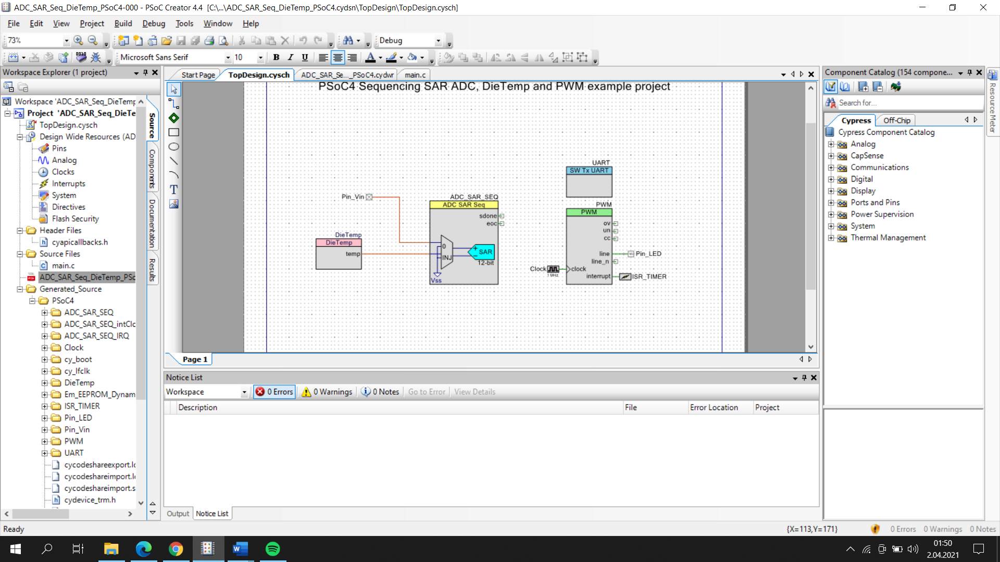 ADC_SAR_Seq_DieTemp_PSoC4-000 - PSoC Creator 4.4  [C:\...\ADC_SAR_Seq_DieTemp_PSoC4.cydsn\TopDesign\TopDesign.cysch]
File Edit View Project Build Debug Tools Window Help
73%
Debug
Microsoft Sans Serif 10 B I U A
Workspace Explorer (1 project)
Workspace 'ADC_SAR_Seq_DieTemp
Project 'ADC_SAR_Seq_DieTe
TopDesign.cysch
Design Wide Resources (AD
Pins
Analog
Clocks
Interrupts
System
Directives
Flash Security
Header Files
cyapicallbacks.h
Source Files
main.c
ADC_SAR_Seq_DieTemp_PSo
Generated_Source
PSoC4
ADC_SAR_SEQ
ADC_SAR_SEQ_intClo
ADC_SAR_SEQ_IRQ
Clock
cy_boot
cy_lfclk
DieTemp
Em_EEPROM_Dynam
ISR_TIMER
Pin_LED
Pin_Vin
PWM
UART
cycodeshareexport.lo
cycodeshareimport.lo
cycodeshareimport.s
cydevice_trm.h
Source
Components
Documentation
Results
Start Page TopDesign.cysch ADC_SAR_Se..._PSoC4.cydwr main.c
T
PSoC4 Sequencing SAR ADC, DieTemp and PWM example project
UART
SW Tx UART
Pin_Vin
ADC_SAR_SEQ
ADC SAR Seq
sdone
eoc
0
INJ
SAR
12-bit
Vss
DieTemp
DieTemp
temp
PWM
PWM
ov
un
cc
line Pin_LED
line_n
Clock clock
1 MHz
interrupt ISR_TIMER
Page 1
Notice List
Workspace 0 Errors 0 Warnings 0 Notes Go to Error View Details
Description File Error Location Project
Output Notice List
Component Catalog (154 compone...
Search for...
Cypress Off-Chip
Cypress Component Catalog
Analog
CapSense
Communications
Digital
Display
Ports and Pins
Power Supervision
System
Thermal Management
Resource Meter
Ready {X=113,Y=171} 0 Errors 0 Warnings 0 Notes
01:50
2.04.2021